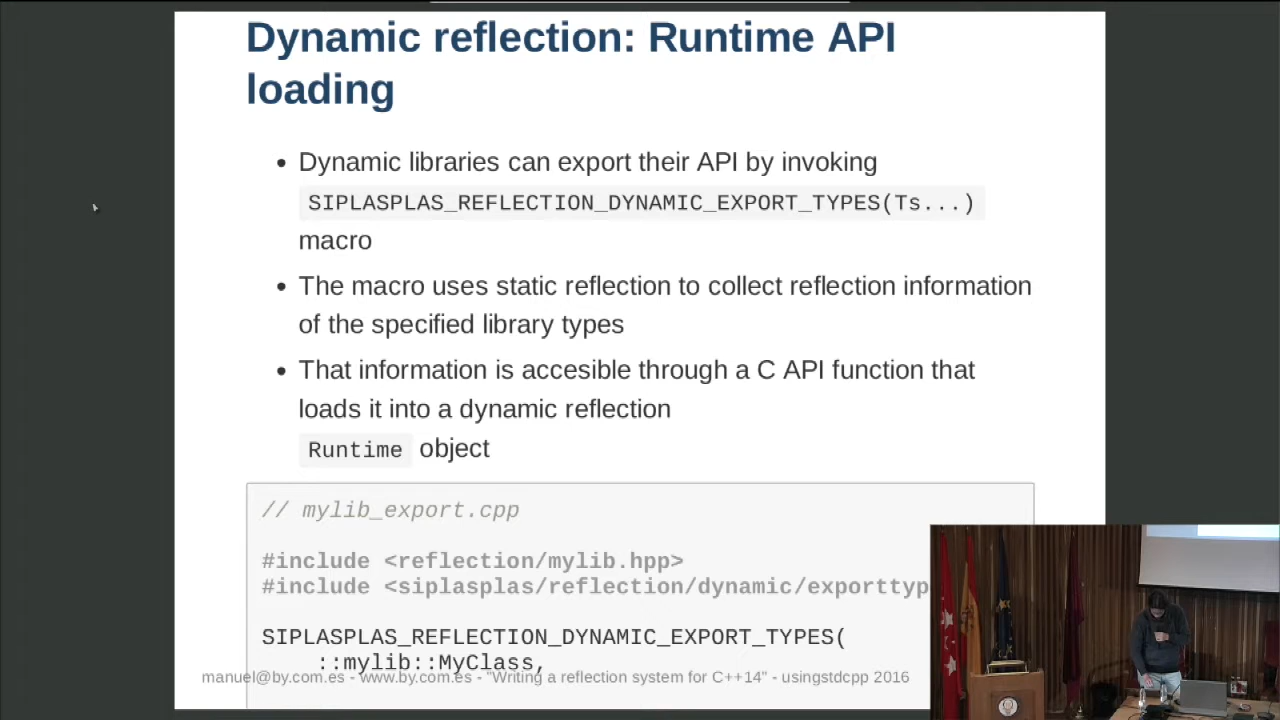 Dynamic reflection: Runtime API
loading
Dynamic libraries can export their API by invoking
SIPLASPLAS_REFLECTION_DYNAMIC_EXPORT_TYPES(Ts...)
macro
The macro uses static reflection to collect reflection information
of the specified library types
That information is accesible through a C API function that
loads it into a dynamic reflection
Runtime object
// mylib_export.cpp
#include <reflection/mylib.hpp>
#include <siplasplas/reflection/dynamic/exporttyp
SIPLASPLAS_REFLECTION_DYNAMIC_EXPORT_TYPES(
::mylib::MyClass,
manuel@by.com.es - www.by.com.es - "Writing a reflection system for C++14" - usingstdcpp 2016